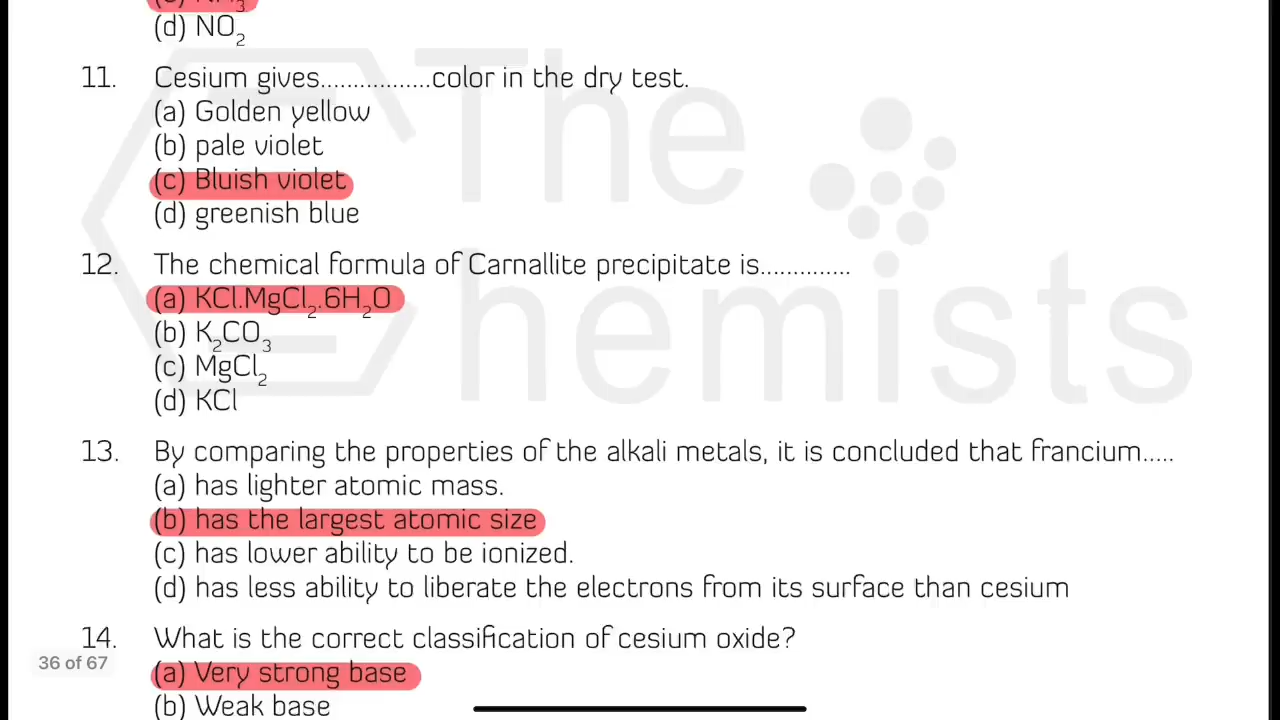 (c) NH₃
(d) NO₂
11. Cesium gives.................color in the dry test.
(a) Golden yellow
(b) pale violet
(c) Bluish violet
(d) greenish blue
12. The chemical formula of Carnallite precipitate is..............
(a) KCl.MgCl₂.6H₂O
(b) K₂CO₃
(c) MgCl₂
(d) KCl
13. By comparing the properties of the alkali metals, it is concluded that francium.....
(a) has lighter atomic mass.
(b) has the largest atomic size
(c) has lower ability to be ionized.
(d) has less ability to liberate the electrons from its surface than cesium
14. What is the correct classification of cesium oxide?
36 of 67
(a) Very strong base
(b) Weak base
The
Chemists